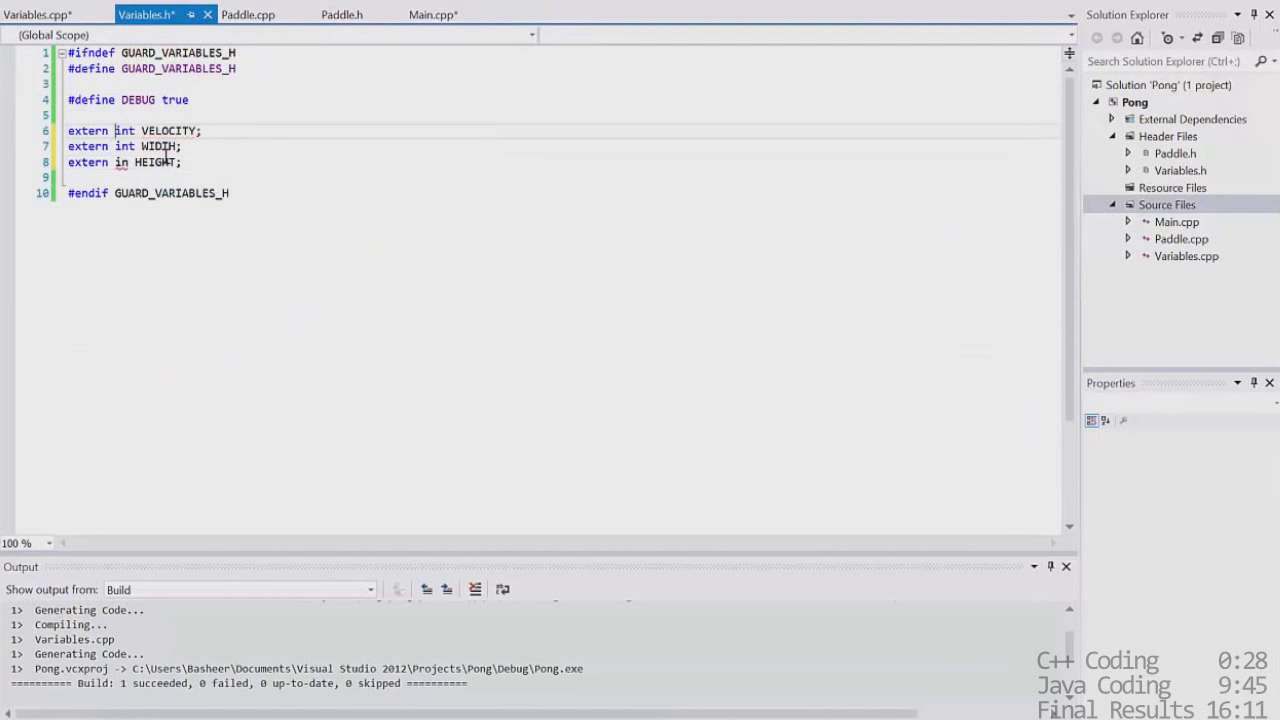 Variables.cpp*
Variables.h*
Paddle.cpp
Paddle.h
Main.cpp*
(Global Scope)
1 #ifndef GUARD_VARIABLES_H
2 #define GUARD_VARIABLES_H
3
4 #define DEBUG true
5
6 extern int VELOCITY;
7 extern int WIDTH;
8 extern in HEIGHT;
9
10 #endif GUARD_VARIABLES_H
100 %
Output
Show output from: Build
1> Generating Code...
1> Compiling...
1> Variables.cpp
1> Generating Code...
1> Pong.vcxproj -> C:\Users\Basheer\Documents\Visual Studio 2012\Projects\Pong\Debug\Pong.exe
========== Build: 1 succeeded, 0 failed, 0 up-to-date, 0 skipped ==========
Solution Explorer
Search Solution Explorer (Ctrl+;)
Solution 'Pong' (1 project)
Pong
External Dependencies
Header Files
Paddle.h
Variables.h
Resource Files
Source Files
Main.cpp
Paddle.cpp
Variables.cpp
Properties
C++ Coding 0:28
Java Coding 9:45
Final Results 16:11